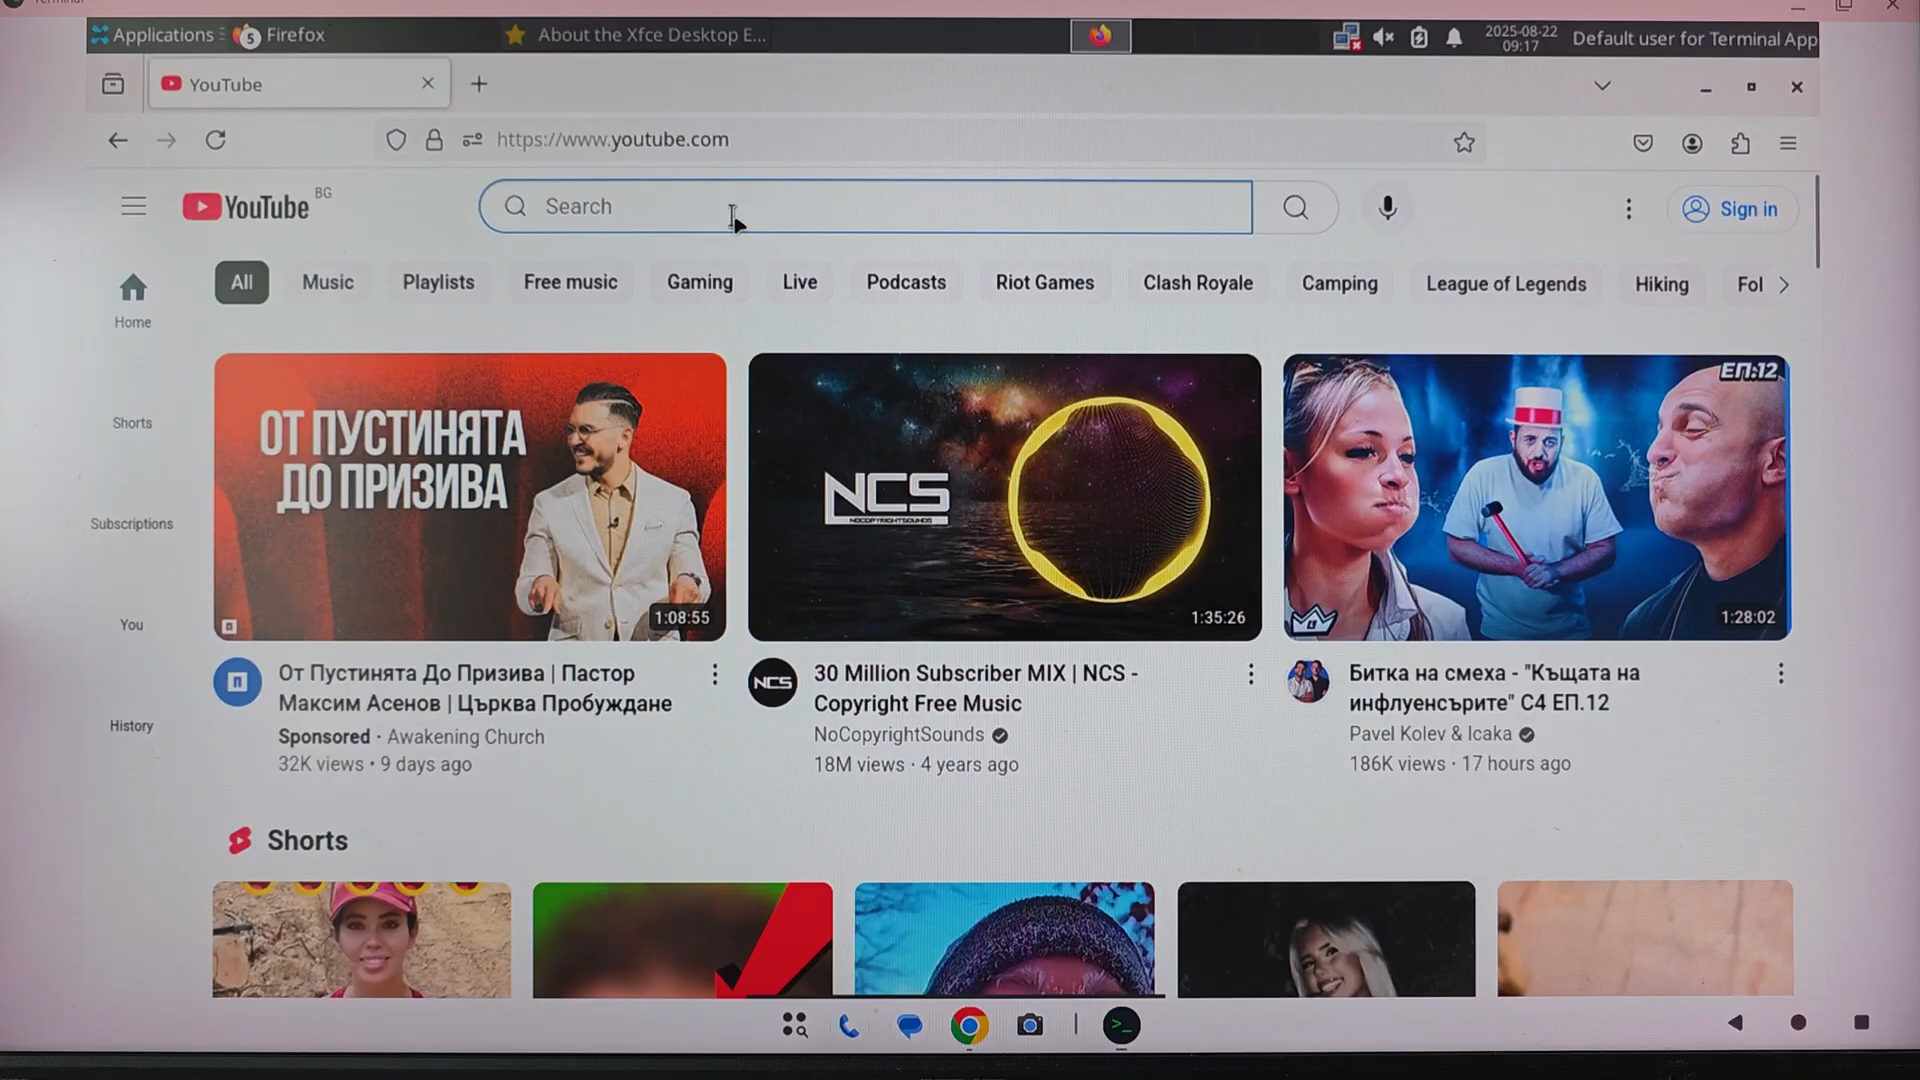 Applications
5 Firefox
About the Xfce Desktop E...
2025-08-22
09:17
Default user for Terminal App
YouTube
https://www.youtube.com
YouTube BG
Search
Sign in
All
Music
Playlists
Free music
Gaming
Live
Podcasts
Riot Games
Clash Royale
Camping
League of Legends
Hiking
Fol
Home
Shorts
Subscriptions
You
History
ОТ ПУСТИНЯТА
ДО ПРИЗИВА
1:08:55
NCS
NOCOPYRIGHTSOUNDS
1:35:26
ЕП:12
1:28:02
От Пустинята До Призива | Пастор
Максим Асенов | Църква Пробуждане
Sponsored · Awakening Church
32K views • 9 days ago
NCS
30 Million Subscriber MIX | NCS -
Copyright Free Music
NoCopyrightSounds
18M views · 4 years ago
Битка на смеха - "Къщата на
инфлуенсърите" С4 ЕП.12
Pavel Kolev & Icaka
186K views · 17 hours ago
Shorts